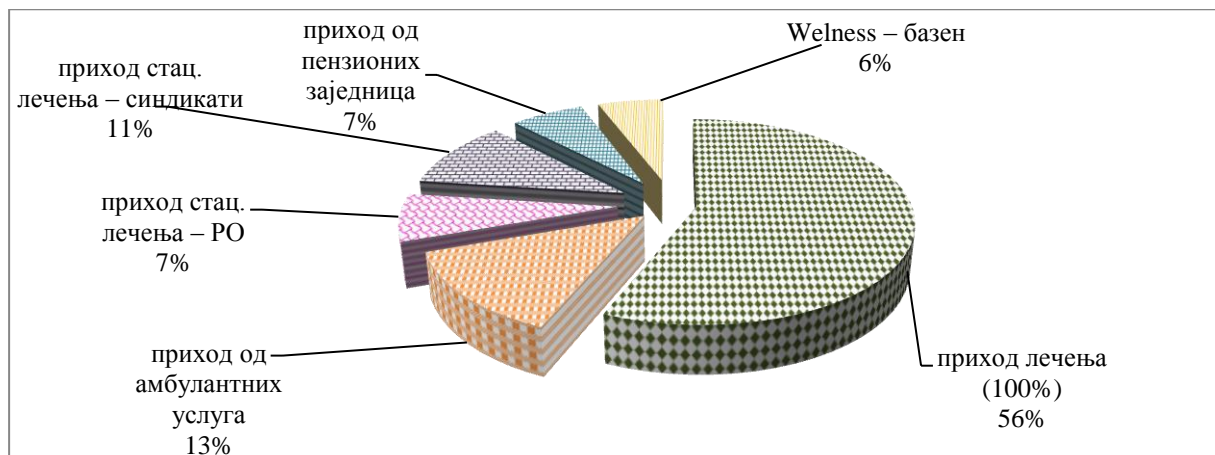 приход од
пензионих
заједница
7%
Welness – базен
6%
приход стац.
лечења – синдикати
11%
приход стац.
лечења – РО
7%
приход од
амбулантних
услуга
13%
приход лечења
(100%)
56%